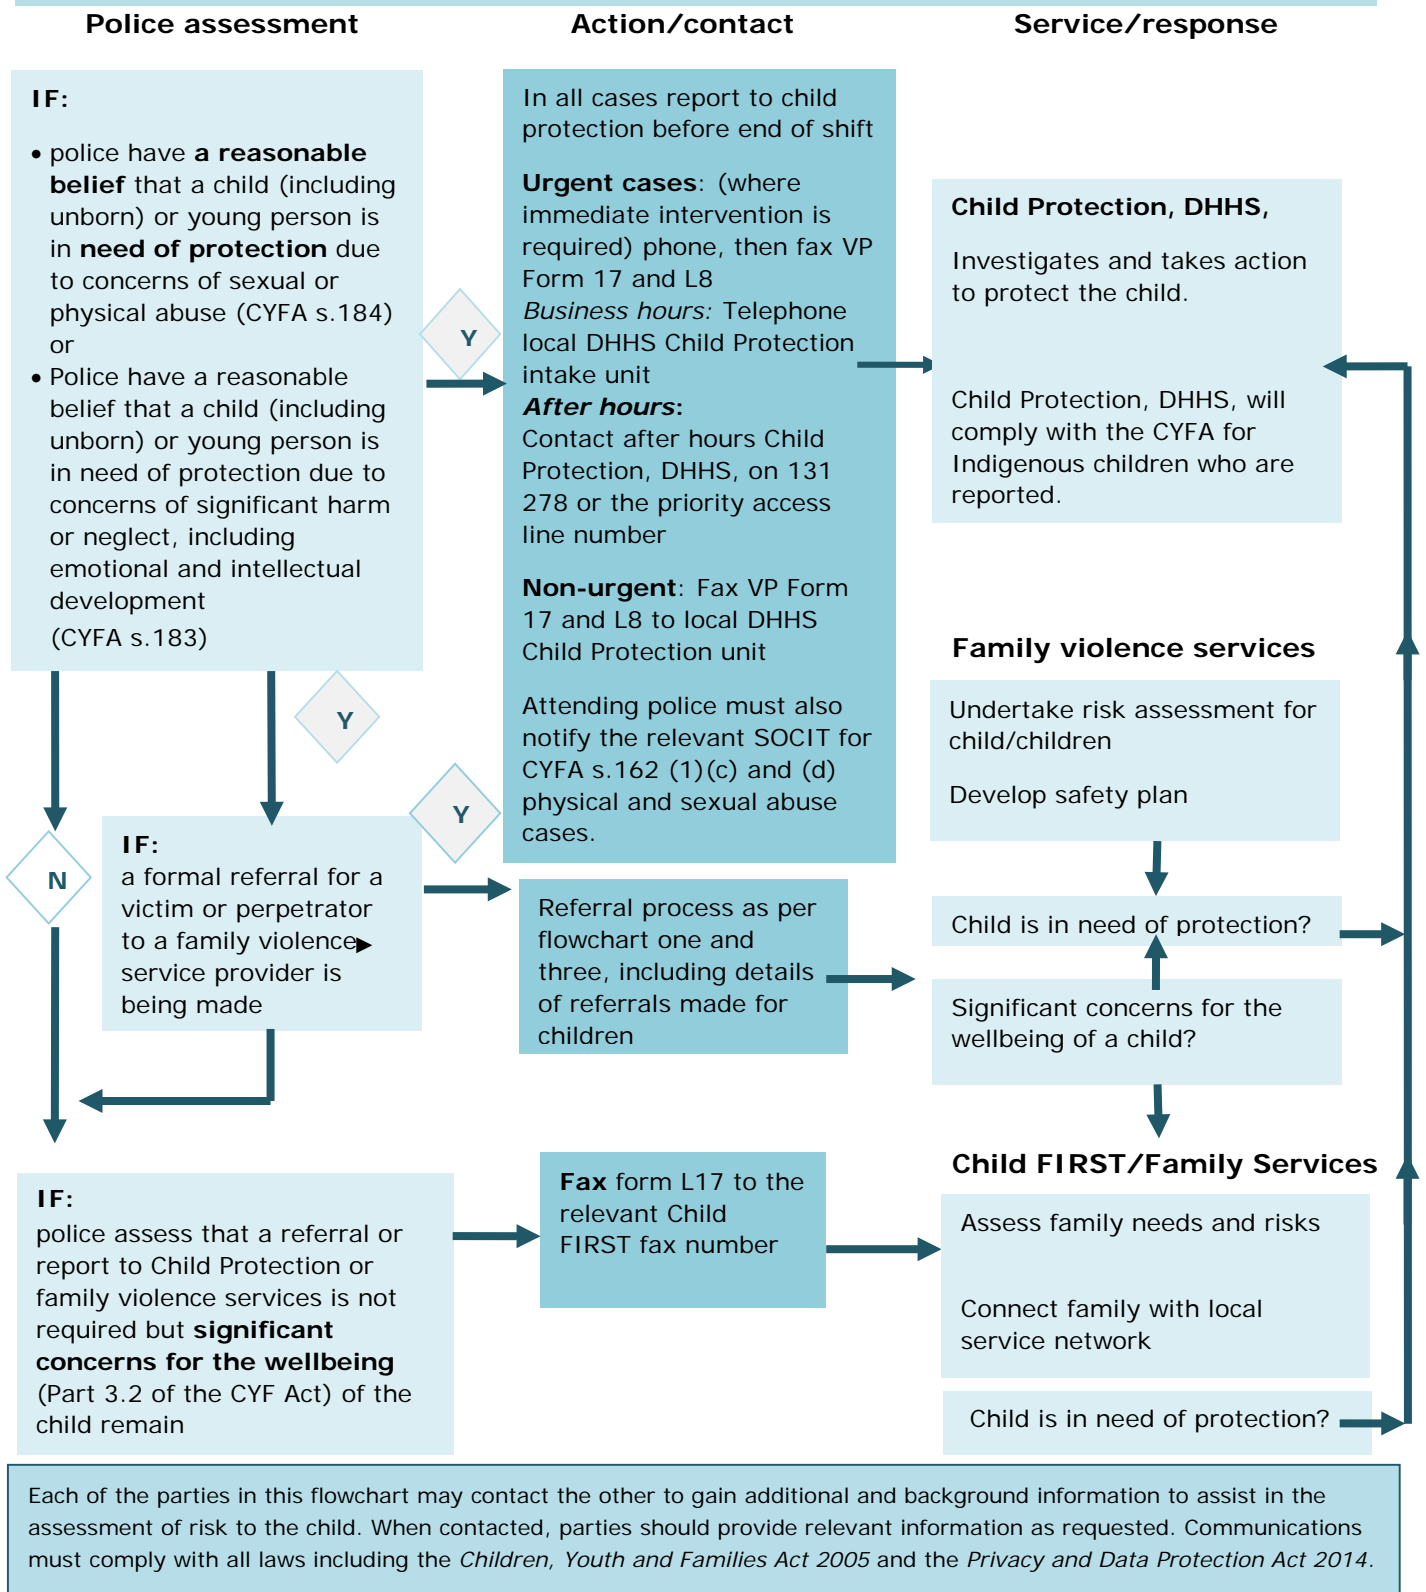 Police assessment
Action/contact
Service/response
IF:
• police have a reasonable
belief that a child (including
unborn) or young person is
in need of protection due
to concerns of sexual or
physical abuse (CYFA s.184)
or
• Police have a reasonable
belief that a child (including
unborn) or young person is
in need of protection due to
concerns of significant harm
or neglect, including
emotional and intellectual
development
(CYFA s.183)
Y
In all cases report to child
protection before end of shift
Urgent cases: (where
immediate intervention is
required) phone, then fax VP
Form 17 and L8
Business hours: Telephone
local DHHS Child Protection
intake unit
After hours:
Contact after hours Child
Protection, DHHS, on 131
278 or the priority access
line number
Non-urgent: Fax VP Form
17 and L8 to local DHHS
Child Protection unit
Attending police must also
notify the relevant SOCIT for
CYFA s.162 (1)(c) and (d)
physical and sexual abuse
cases.
Child Protection, DHHS,
Investigates and takes action
to protect the child.
Child Protection, DHHS, will
comply with the CYFA for
Indigenous children who are
reported.
Y
N
IF:
a formal referral for a
victim or perpetrator
to a family violence
service provider is
being made
Y
Referral process as per
flowchart one and
three, including details
of referrals made for
children
Family violence services
Undertake risk assessment for
child/children
Develop safety plan
Child is in need of protection?
Significant concerns for the
wellbeing of a child?
IF:
police assess that a referral or
report to Child Protection or
family violence services is not
required but significant
concerns for the wellbeing
(Part 3.2 of the CYF Act) of the
child remain
Fax form L17 to the
relevant Child
FIRST fax number
Child FIRST/Family Services
Assess family needs and risks
Connect family with local
service network
Child is in need of protection?
Each of the parties in this flowchart may contact the other to gain additional and background information to assist in the
assessment of risk to the child. When contacted, parties should provide relevant information as requested. Communications
must comply with all laws including the Children, Youth and Families Act 2005 and the Privacy and Data Protection Act 2014.